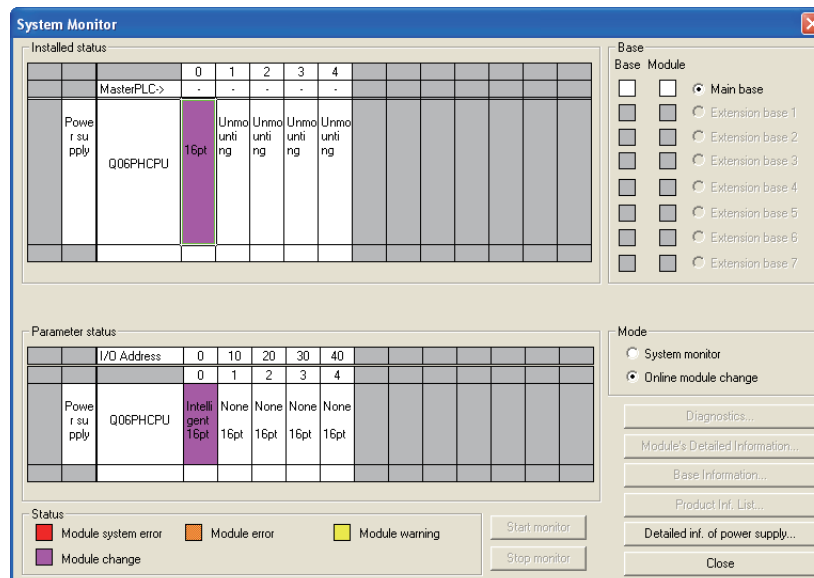 System Monitor
Installed status
0 1 2 3 4
MasterPLC-> - - - - -
Powe
r su
pply
Q06PHCPU
16pt
Unmo
unti
ng
Unmo
unti
ng
Unmo
unti
ng
Unmo
unti
ng
Base
Base Module
Main base
Extension base 1
Extension base 2
Extension base 3
Extension base 4
Extension base 5
Extension base 6
Extension base 7
Parameter status
I/O Address 0 10 20 30 40
0 1 2 3 4
Powe
r su
pply
Q06PHCPU
Intelli
gent
16pt
None
16pt
None
16pt
None
16pt
None
16pt
Mode
System monitor
Online module change
Diagnostics...
Module's Detailed Information...
Base Information...
Product Inf. List...
Detailed inf. of power supply...
Close
Status
Module system error
Module error
Module warning
Module change
Start monitor
Stop monitor